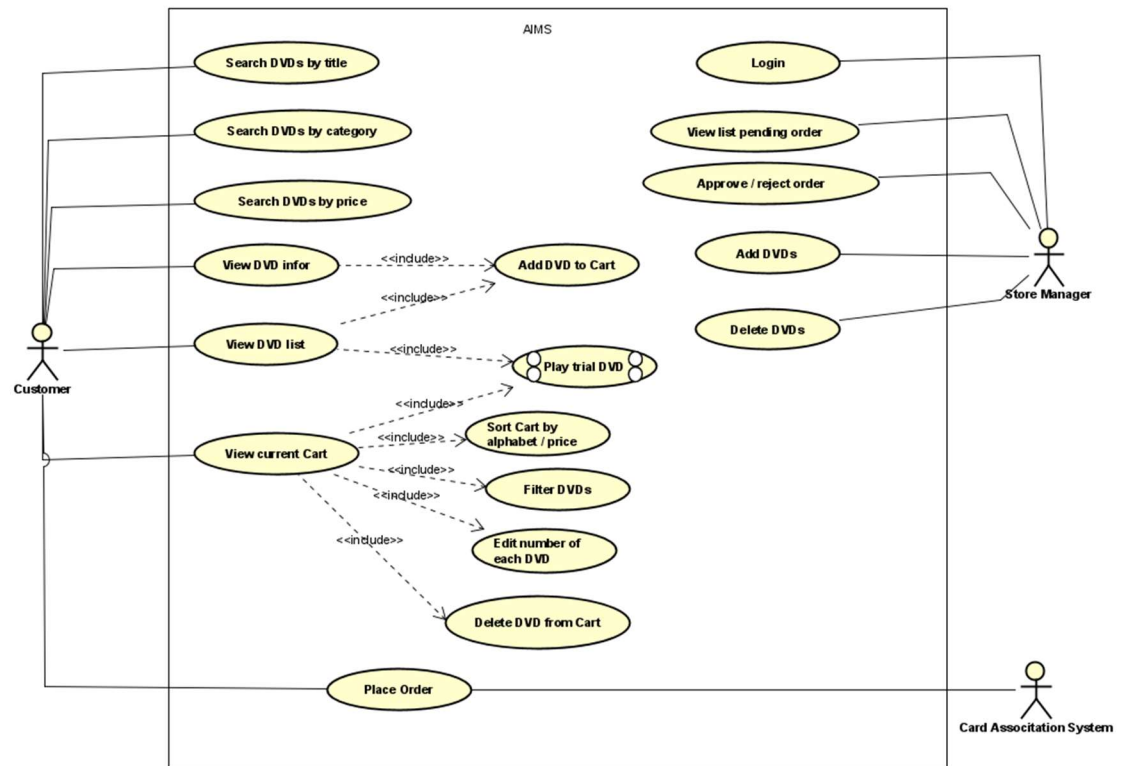 AIMS
Search DVDs by title
Login
Search DVDs by category
View list pending order
Approve / reject order
Search DVDs by price
View DVD infor
<<include>>
Add DVD to Cart
Add DVDs
Store Manager
<<include>>
View DVD list
<<include>>
Delete DVDs
Play trial DVD
Customer
<<include>>
Sort Cart by
alphabet / price
<<include>>
View current Cart
<<include>>
Filter DVDs
<<include>>
<<include>>
Edit number of
each DVD
Delete DVD from Cart
Place Order
Card Associtation System